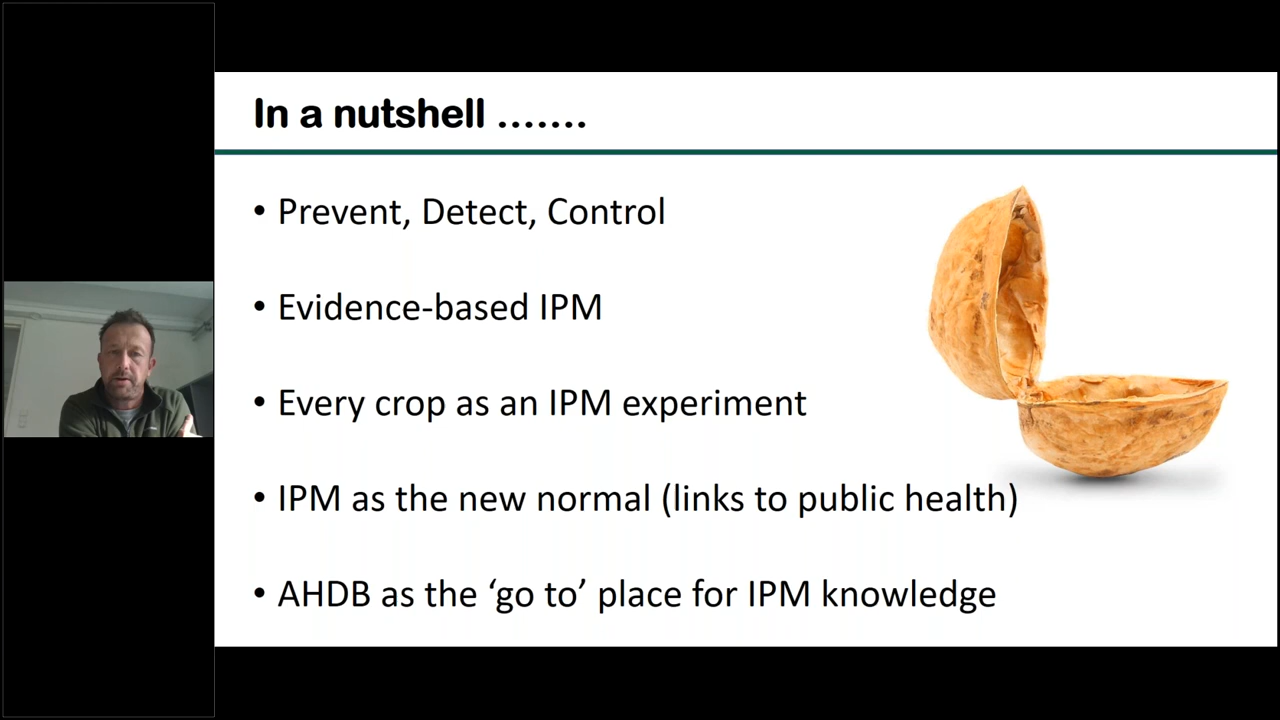 In a nutshell .......
• Prevent, Detect, Control
• Evidence-based IPM
• Every crop as an IPM experiment
• IPM as the new normal (links to public health)
• AHDB as the ‘go to’ place for IPM knowledge